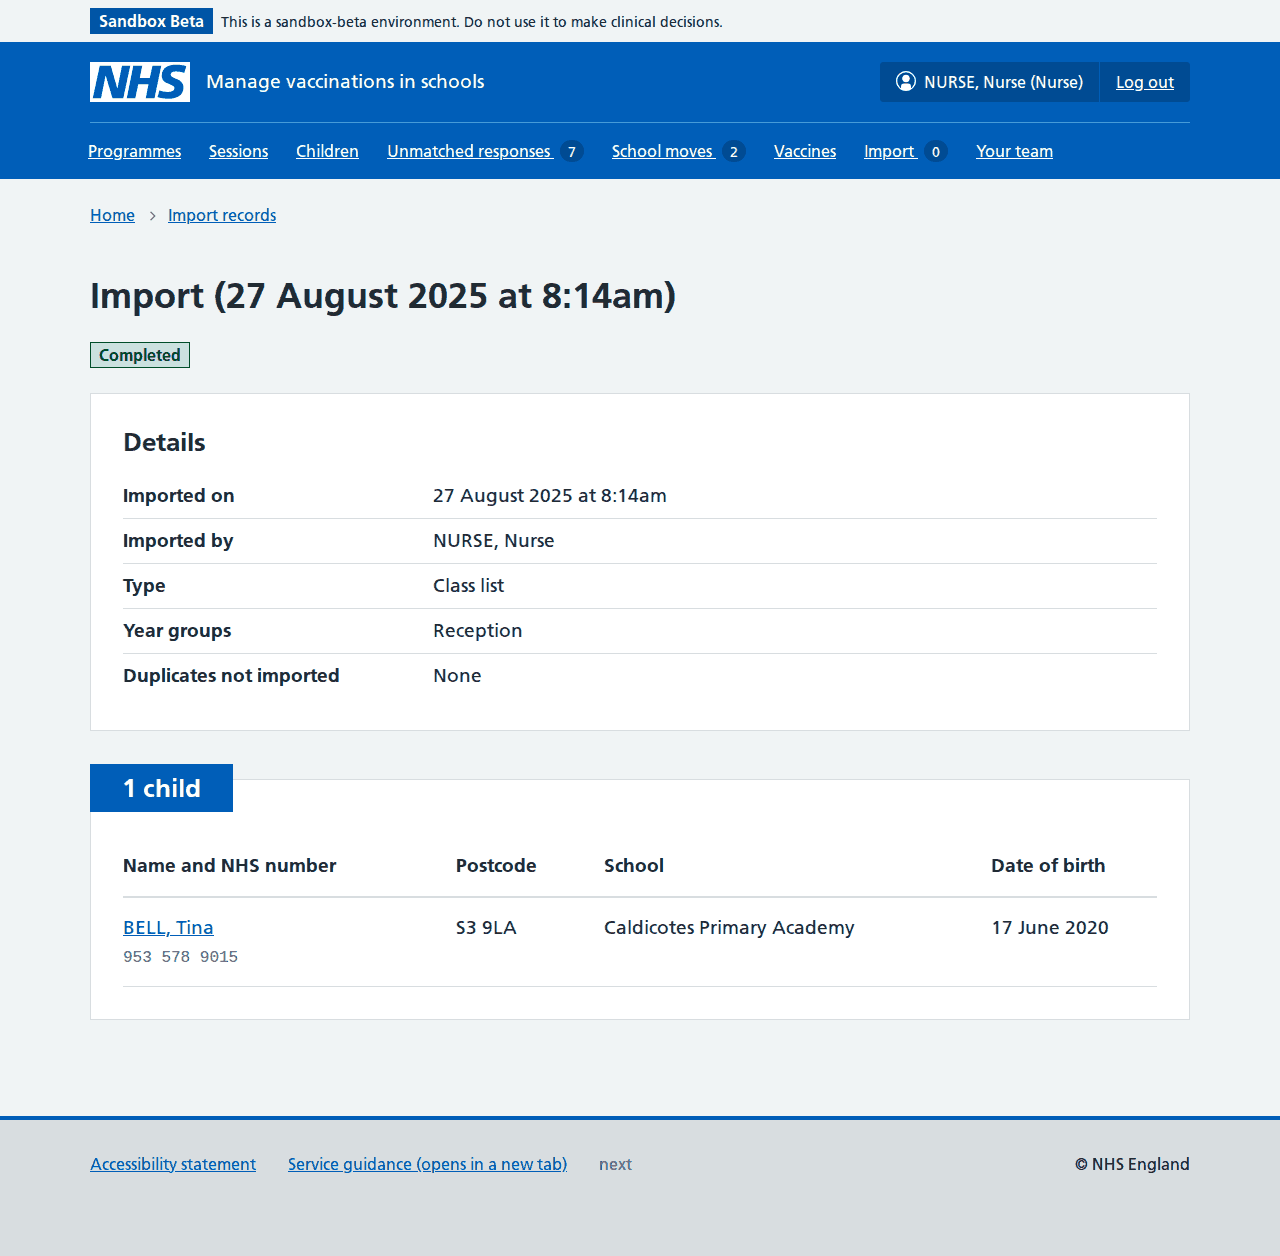 Sandbox Beta This is a sandbox-beta environment. Do not use it to make clinical decisions.
NHS Manage vaccinations in schools NURSE, Nurse (Nurse) Log out
Programmes Sessions Children Unmatched responses 7 School moves 2 Vaccines Import 0 Your team
Home Import records
Import (27 August 2025 at 8:14am)
Completed
Details
Imported on 27 August 2025 at 8:14am
Imported by NURSE, Nurse
Type Class list
Year groups Reception
Duplicates not imported None
1 child
Name and NHS number Postcode School Date of birth
BELL, Tina S3 9LA Caldicotes Primary Academy 17 June 2020
953 578 9015
Accessibility statement Service guidance (opens in a new tab) next © NHS England